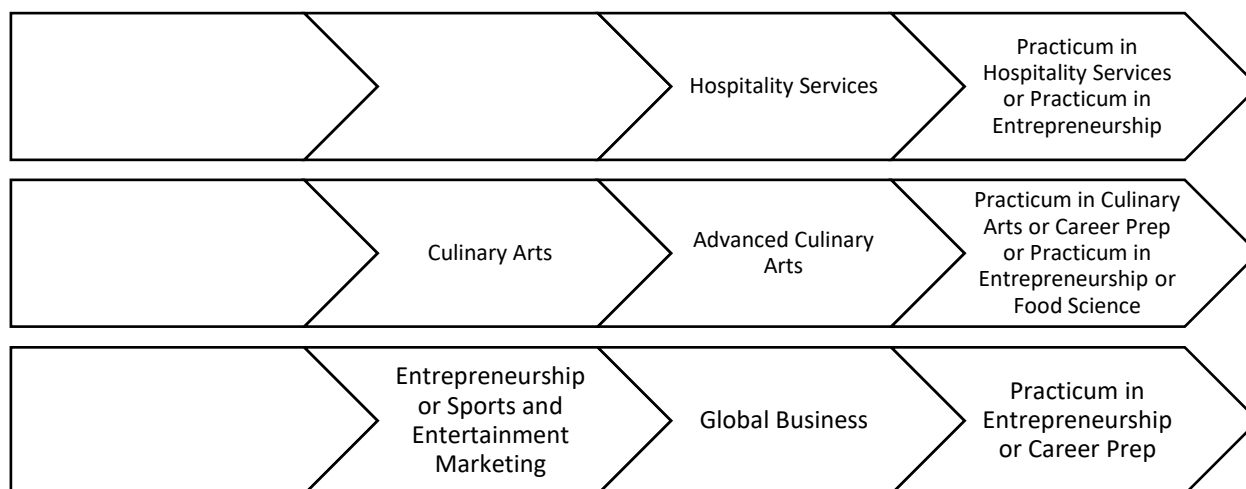 Hospitality Services
Practicum in
Hospitality Services
or Practicum in
Entrepreneurship
Culinary Arts
Advanced Culinary
Arts
Practicum in Culinary
Arts or Career Prep
or Practicum in
Entrepreneurship or
Food Science
Entrepreneurship
or Sports and
Entertainment
Marketing
Global Business
Practicum in
Entrepreneurship
or Career Prep